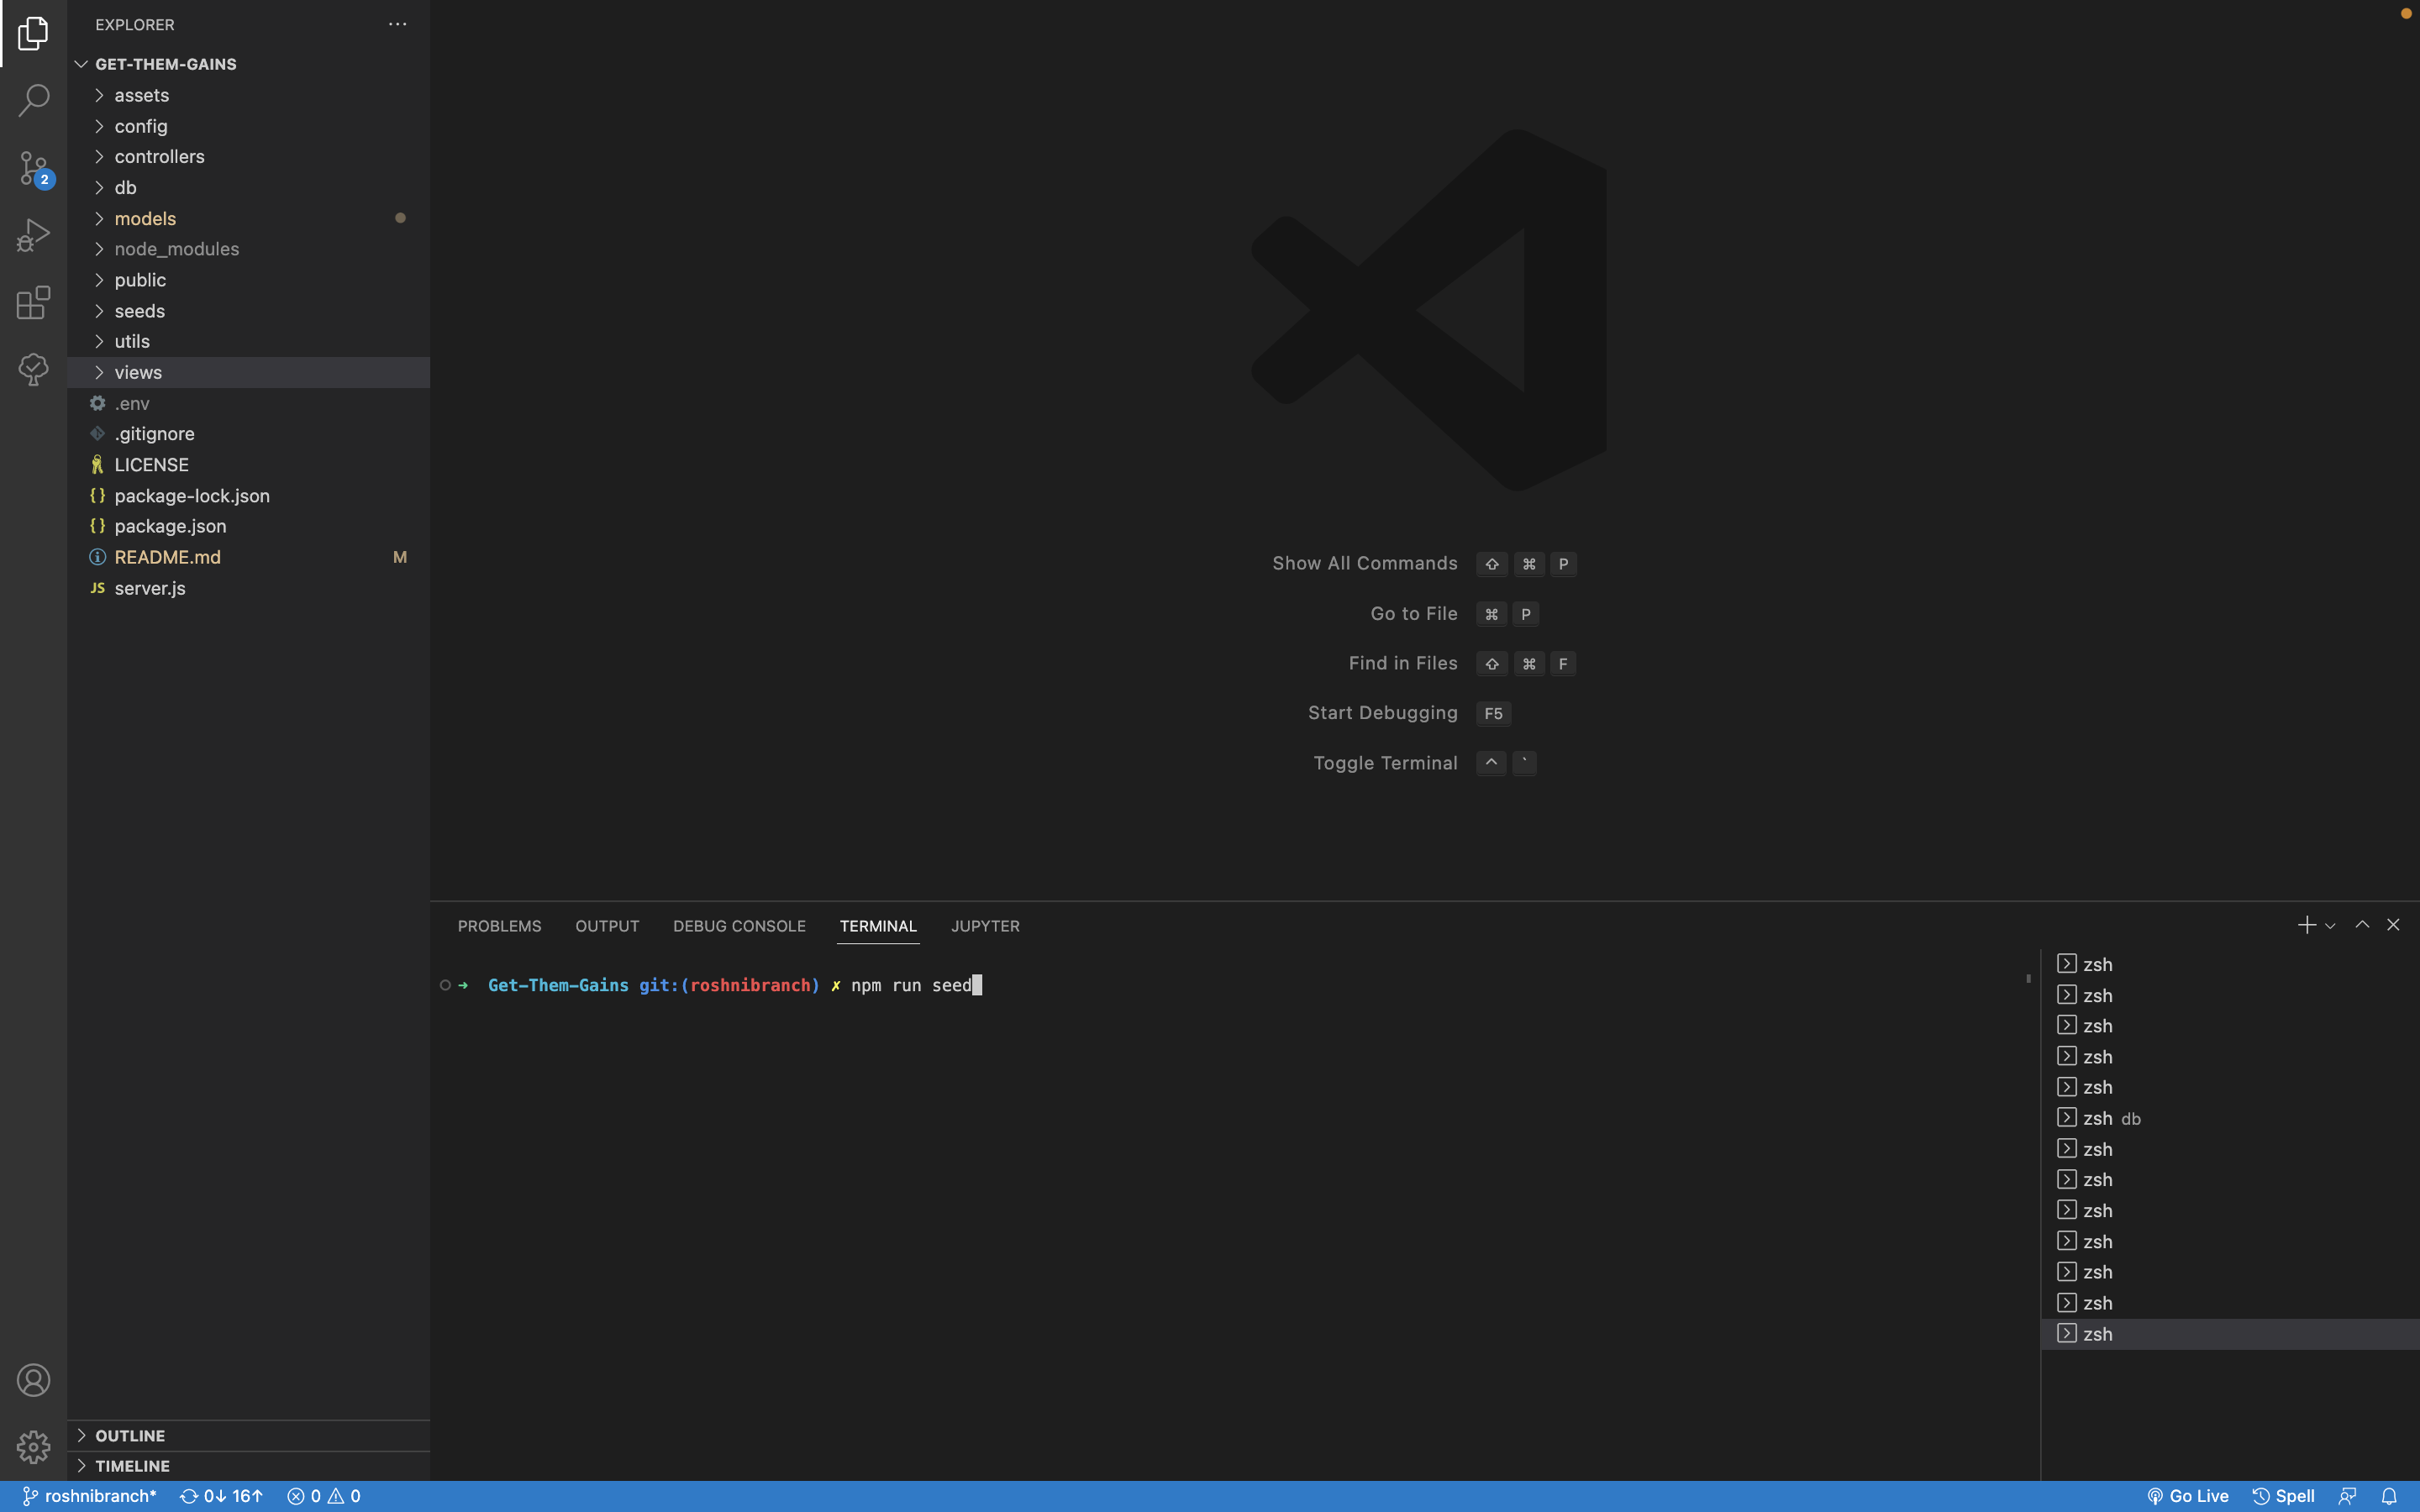 EXPLORER
GET-THEM-GAINS
assets
config
controllers
db
models
node_modules
public
seeds
utils
views
.env
.gitignore
LICENSE
{} package-lock.json
{} package.json
README.md M
JS server.js
2
OUTLINE
TIMELINE
Show All Commands ⇧ ⌘ P
Go to File ⌘ P
Find in Files ⇧ ⌘ F
Start Debugging F5
Toggle Terminal ^ `
PROBLEMS OUTPUT DEBUG CONSOLE TERMINAL JUPYTER
➜ Get-Them-Gains git:(roshnibranch) ✗ npm run seed
zsh
zsh
zsh
zsh
zsh
zsh db
zsh
zsh
zsh
zsh
zsh
zsh
zsh
roshnibranch* 0↓ 16↑ 0 0 Go Live Spell